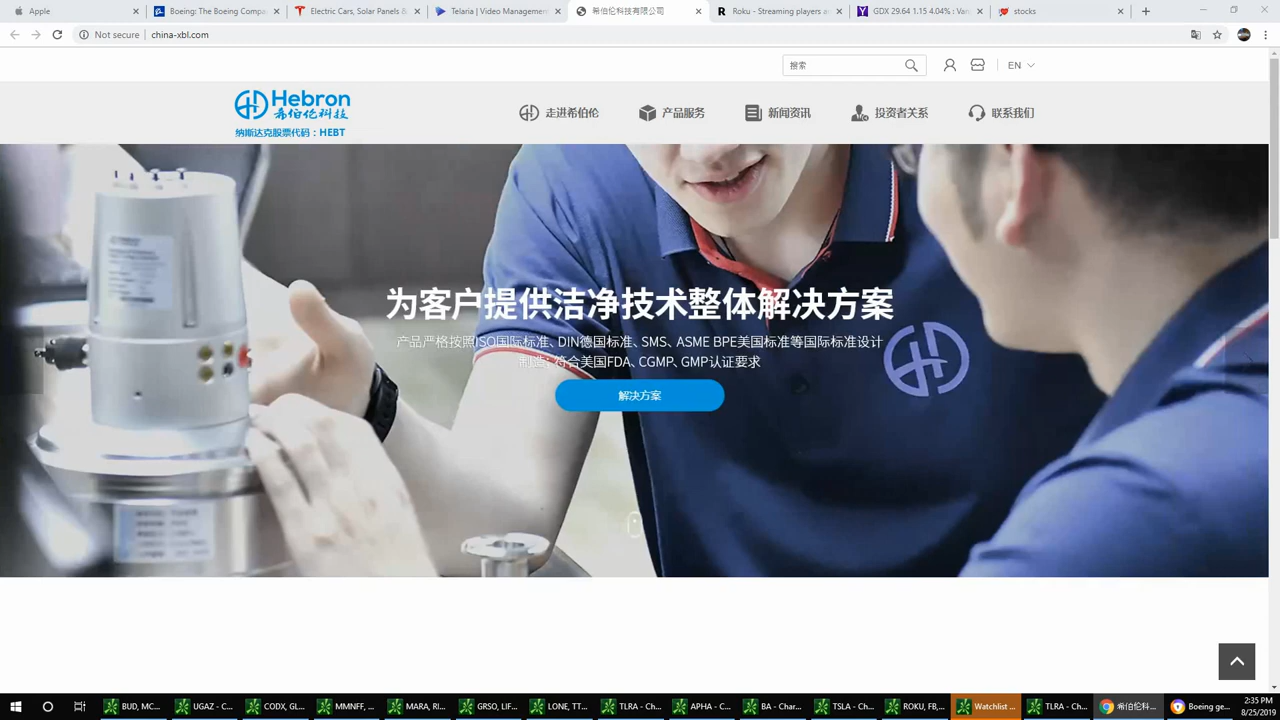 Apple
Boeing: The Boeing Compa
Electric Cars, Solar Panels &
Telaria | Video Management
希伯伦科技有限公司
Roku - Streaming players a
GDX 29.64 1.15 4.04% : Van
stocks
Not secure
china-xbl.com
搜索
EN
Hebron
希伯伦科技
纳斯达克股票代码：HEBT
走进希伯伦
产品服务
新闻资讯
投资者关系
联系我们
为客户提供洁净技术整体解决方案
产品严格按照ISO国际标准、DIN德国标准、SMS、ASME BPE美国标准等国际标准设计
制造；符合美国FDA、CGMP、GMP认证要求
解决方案
BUD, MC...
UGAZ - C...
CODX, GL...
MMNFF, ...
MARA, RI...
GRSO, LIF...
LONE, TT...
TLRA - Ch...
APHA - C...
BA - Char...
TSLA - Ch...
ROKU, FB,...
Watchlist ...
TLRA - Ch...
希伯伦科...
Boeing ge...
2:35 PM
8/25/2019